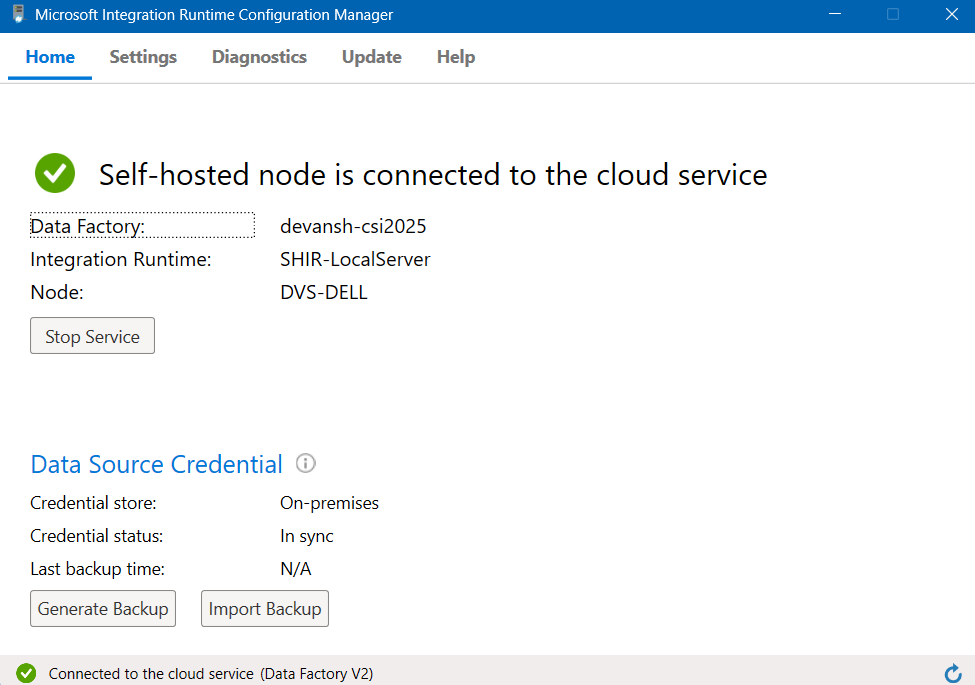 Microsoft Integration Runtime Configuration Manager
Home Settings Diagnostics Update Help
Self-hosted node is connected to the cloud service
Data Factory: devansh-csi2025
Integration Runtime: SHIR-LocalServer
Node: DVS-DELL
Stop Service
Data Source Credential
Credential store: On-premises
Credential status: In sync
Last backup time: N/A
Generate Backup Import Backup
Connected to the cloud service (Data Factory V2)